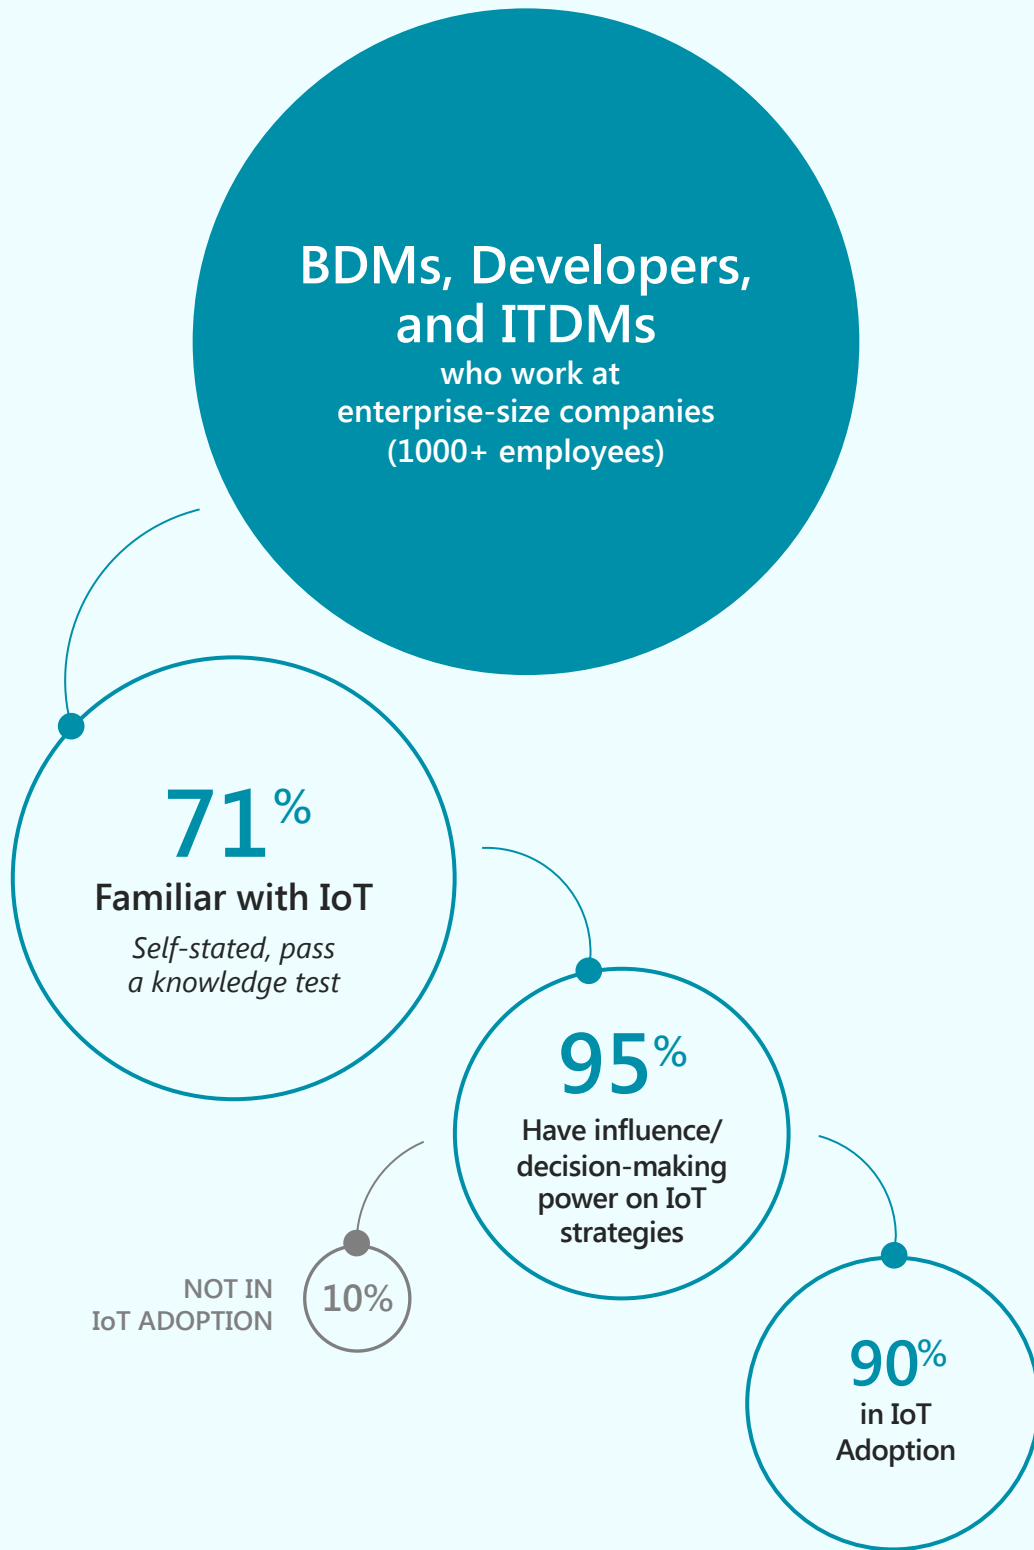 BDMs, Developers,
and ITDMs
who work at
enterprise-size companies
(1000+ employees)
71%
Familiar with IoT
Self-stated, pass
a knowledge test
95%
Have influence/
decision-making
power on IoT
strategies
NOT IN
IoT ADOPTION
10%
90%
in IoT
Adoption